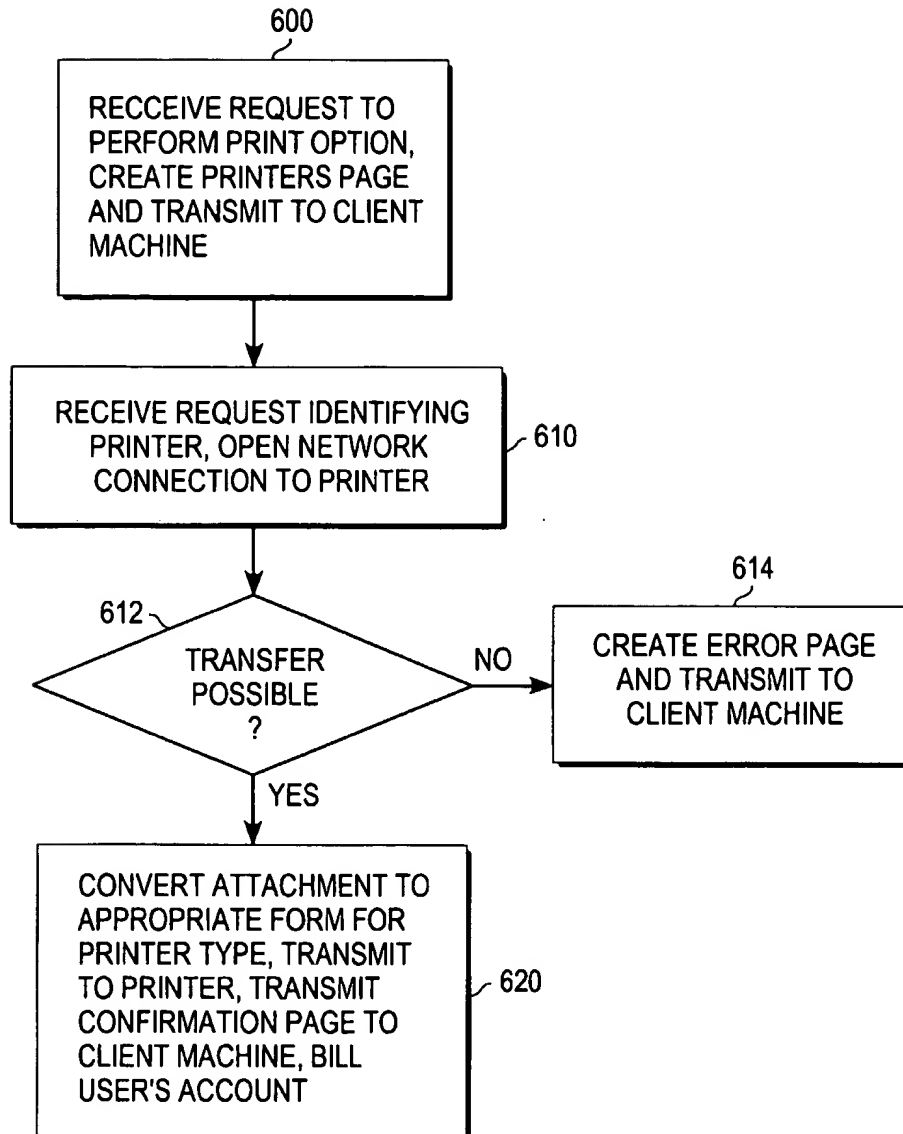 600
RECCEIVE REQUEST TO
PERFORM PRINT OPTION,
CREATE PRINTERS PAGE
AND TRANSMIT TO CLIENT
MACHINE
RECEIVE REQUEST IDENTIFYING
PRINTER, OPEN NETWORK
CONNECTION TO PRINTER
610
612
TRANSFER
POSSIBLE
?
NO
614
CREATE ERROR PAGE
AND TRANSMIT TO
CLIENT MACHINE
YES
CONVERT ATTACHMENT TO
APPROPRIATE FORM FOR
PRINTER TYPE, TRANSMIT
TO PRINTER, TRANSMIT
CONFIRMATION PAGE TO
CLIENT MACHINE, BILL
USER'S ACCOUNT
620